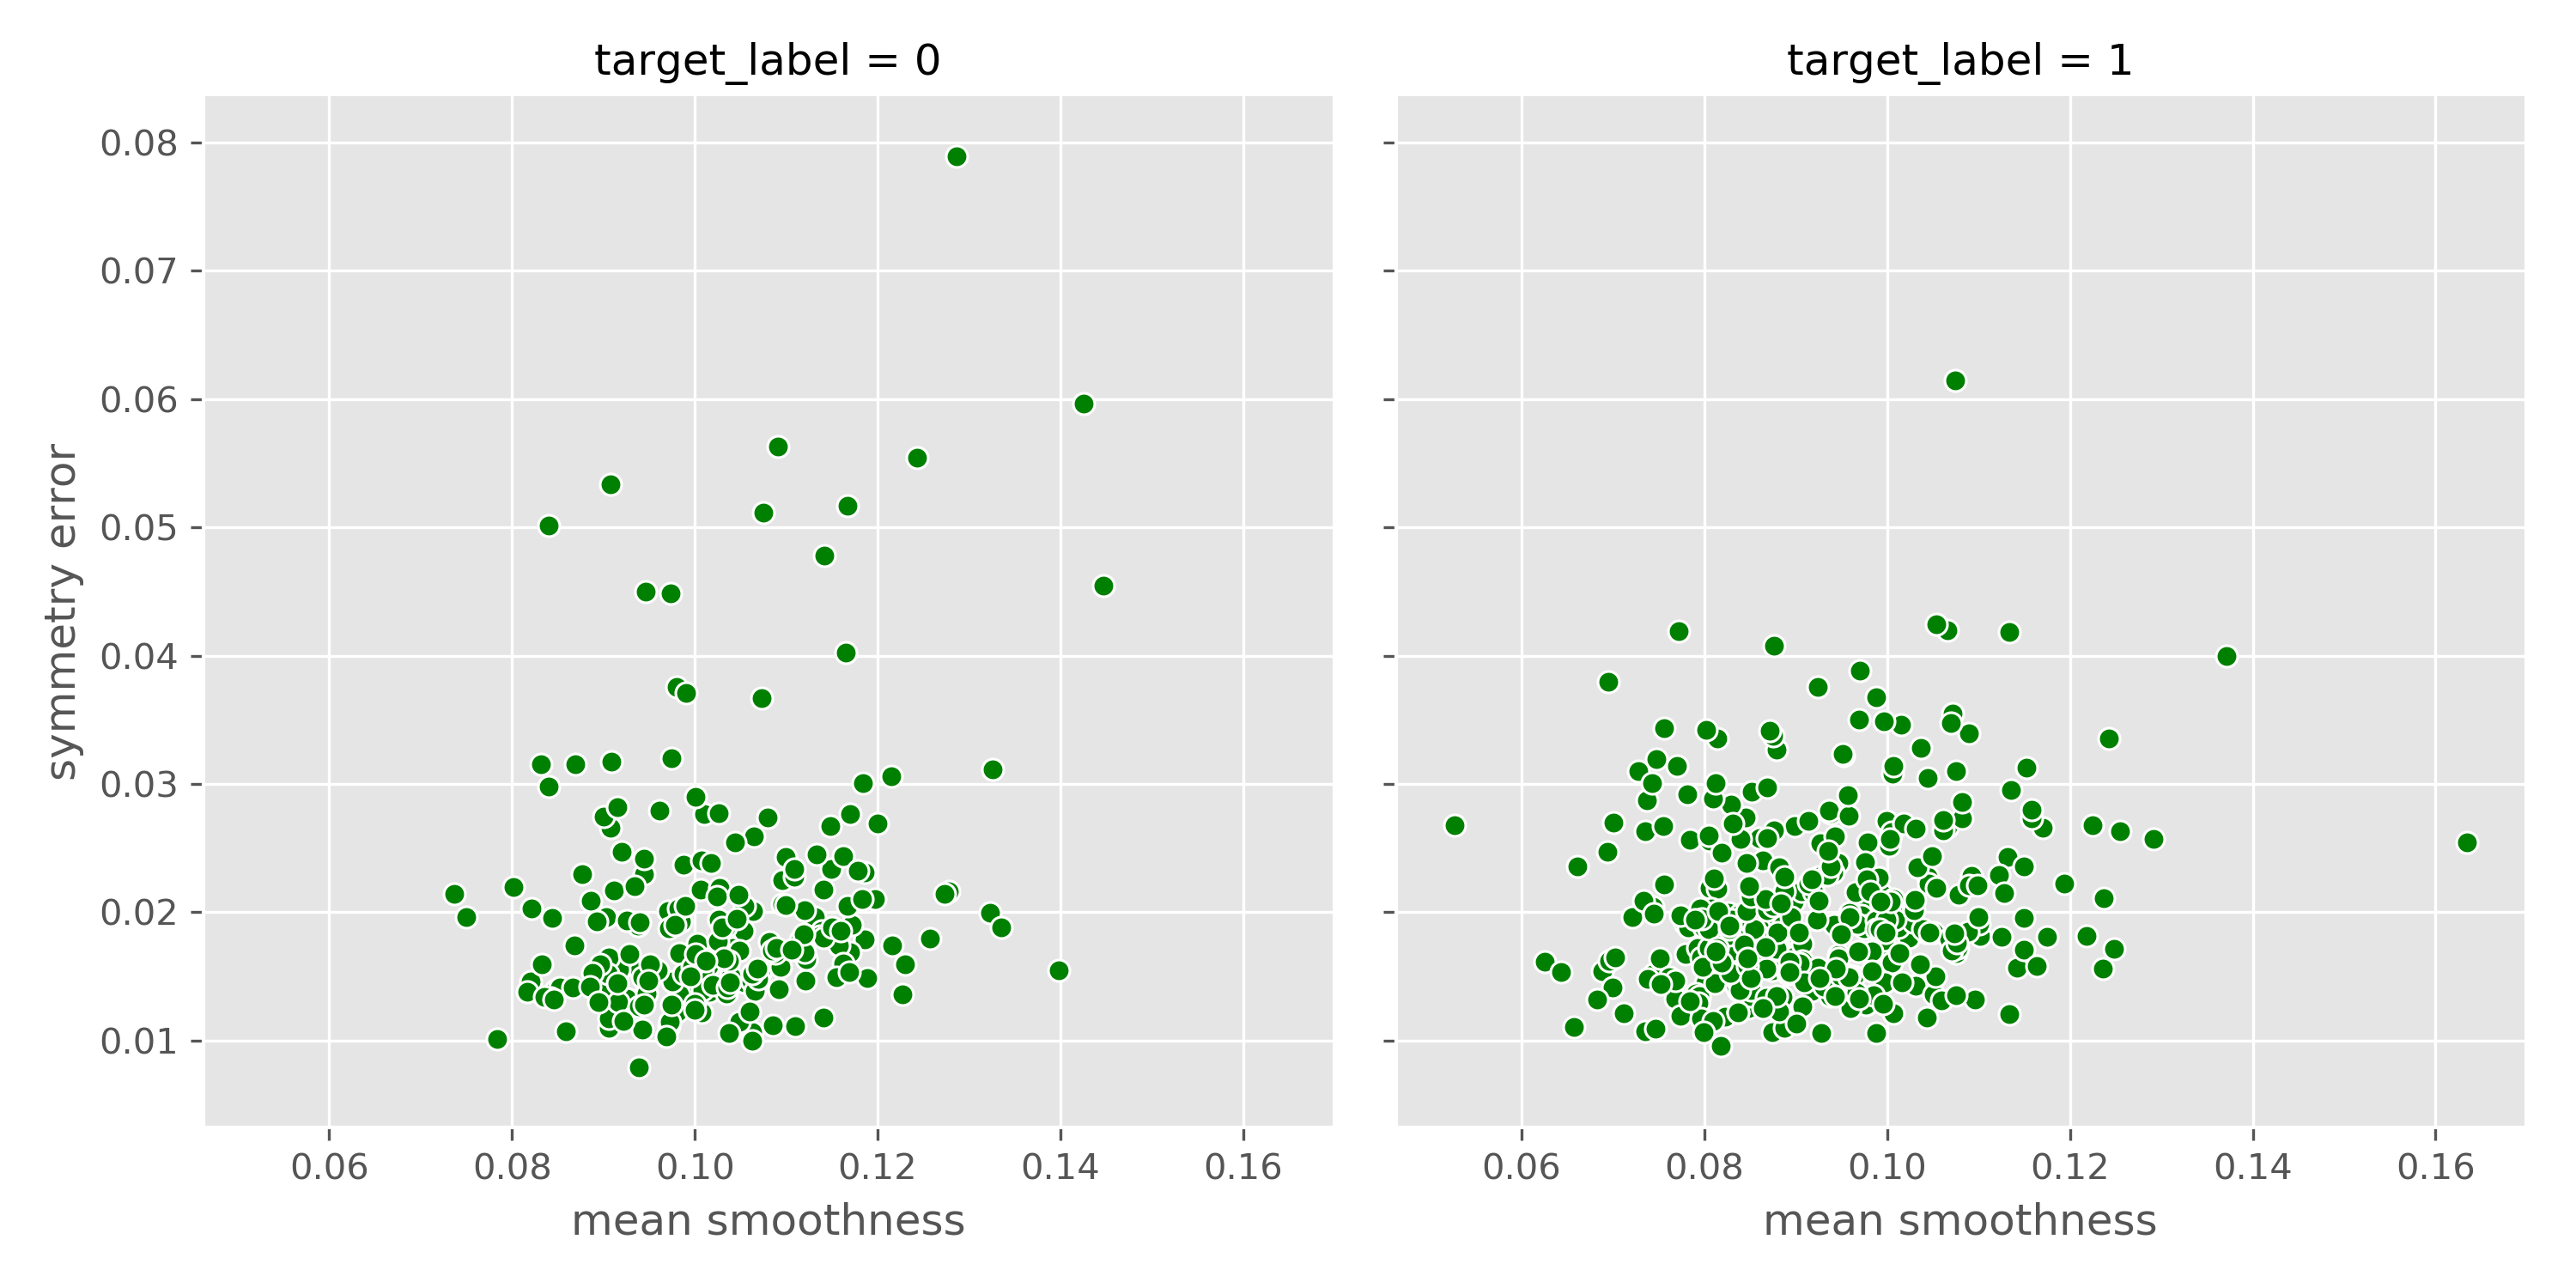 target_label = 0
target_label = 1
0.08
0.07
0.06
0.05
0.04
0.03
0.02
0.01
symmetry error
0.06 0.08 0.10 0.12 0.14 0.16
0.06 0.08 0.10 0.12 0.14 0.16
mean smoothness
mean smoothness